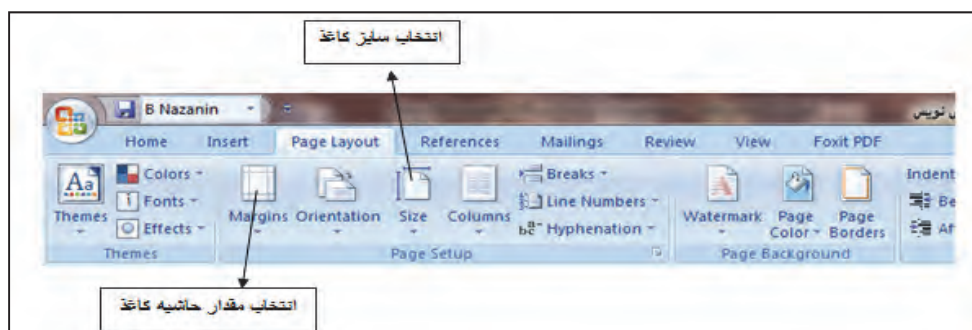 انتخاب سایز کاغذ
B Nazanin
Home Insert Page Layout References Mailings Review View Foxit PDF
Aa Colors Breaks Indent
Fonts Line Numbers
Themes Margins Orientation Size Columns Watermark Page Color Page Borders
Effects Hyphenation
Themes Page Setup Page Background
انتخاب مقدار حاشیه کاغذ